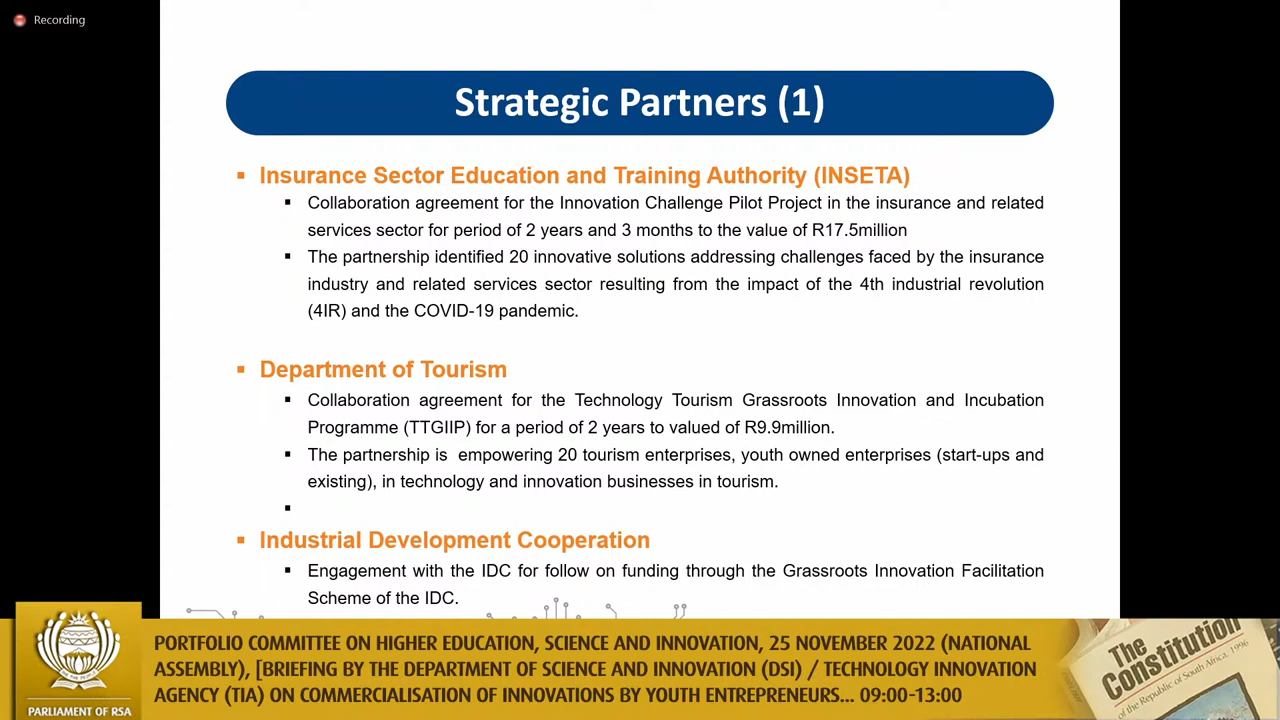 Recording
Strategic Partners (1)
Insurance Sector Education and Training Authority (INSETA)
Collaboration agreement for the Innovation Challenge Pilot Project in the insurance and related
services sector for period of 2 years and 3 months to the value of R17.5million
The partnership identified 20 innovative solutions addressing challenges faced by the insurance
industry and related services sector resulting from the impact of the 4th industrial revolution
(4IR) and the COVID-19 pandemic.
Department of Tourism
Collaboration agreement for the Technology Tourism Grassroots Innovation and Incubation
Programme (TTGIIP) for a period of 2 years to valued of R9.9million.
The partnership is empowering 20 tourism enterprises, youth owned enterprises (start-ups and
existing), in technology and innovation businesses in tourism.
Industrial Development Cooperation
Engagement with the IDC for follow on funding through the Grassroots Innovation Facilitation
Scheme of the IDC.
PORTFOLIO COMMITTEE ON HIGHER EDUCATION, SCIENCE AND INNOVATION, 25 NOVEMBER 2022 (NATIONAL
ASSEMBLY), [BRIEFING BY THE DEPARTMENT OF SCIENCE AND INNOVATION (DSI) / TECHNOLOGY INNOVATION
AGENCY (TIA) ON COMMERCIALISATION OF INNOVATIONS BY YOUTH ENTREPRENEURS... 09:00-13:00
PARLIAMENT OF RSA
The
Constitution
of the Republic of South Africa, 1996